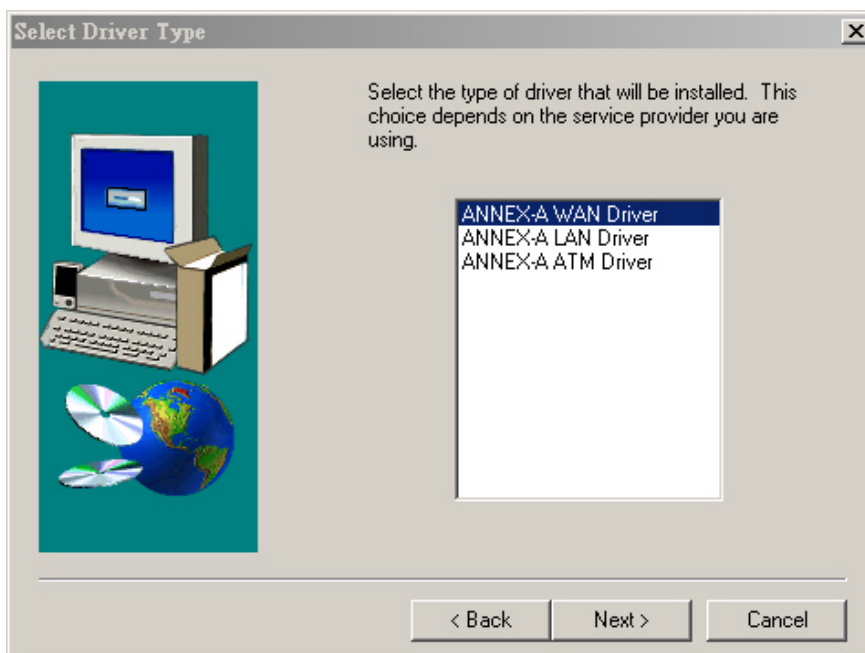 Select Driver Type
Select the type of driver that will be installed. This
choice depends on the service provider you are
using.
ANNEX-A WAN Driver
ANNEX-A LAN Driver
ANNEX-A ATM Driver
< Back
Next >
Cancel